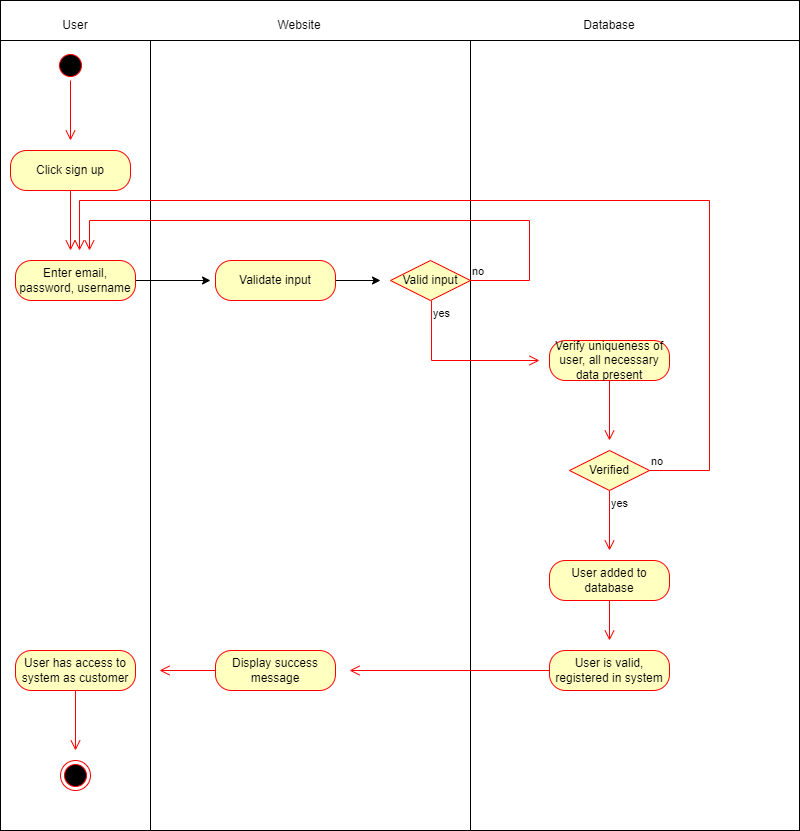 User
Website
Database
Click sign up
Enter email,
password, username
Validate input
Valid input
no
yes
Verify uniqueness of
user, all necessary
data present
Verified
no
yes
User added to
database
User is valid,
registered in system
Display success
message
User has access to
system as customer